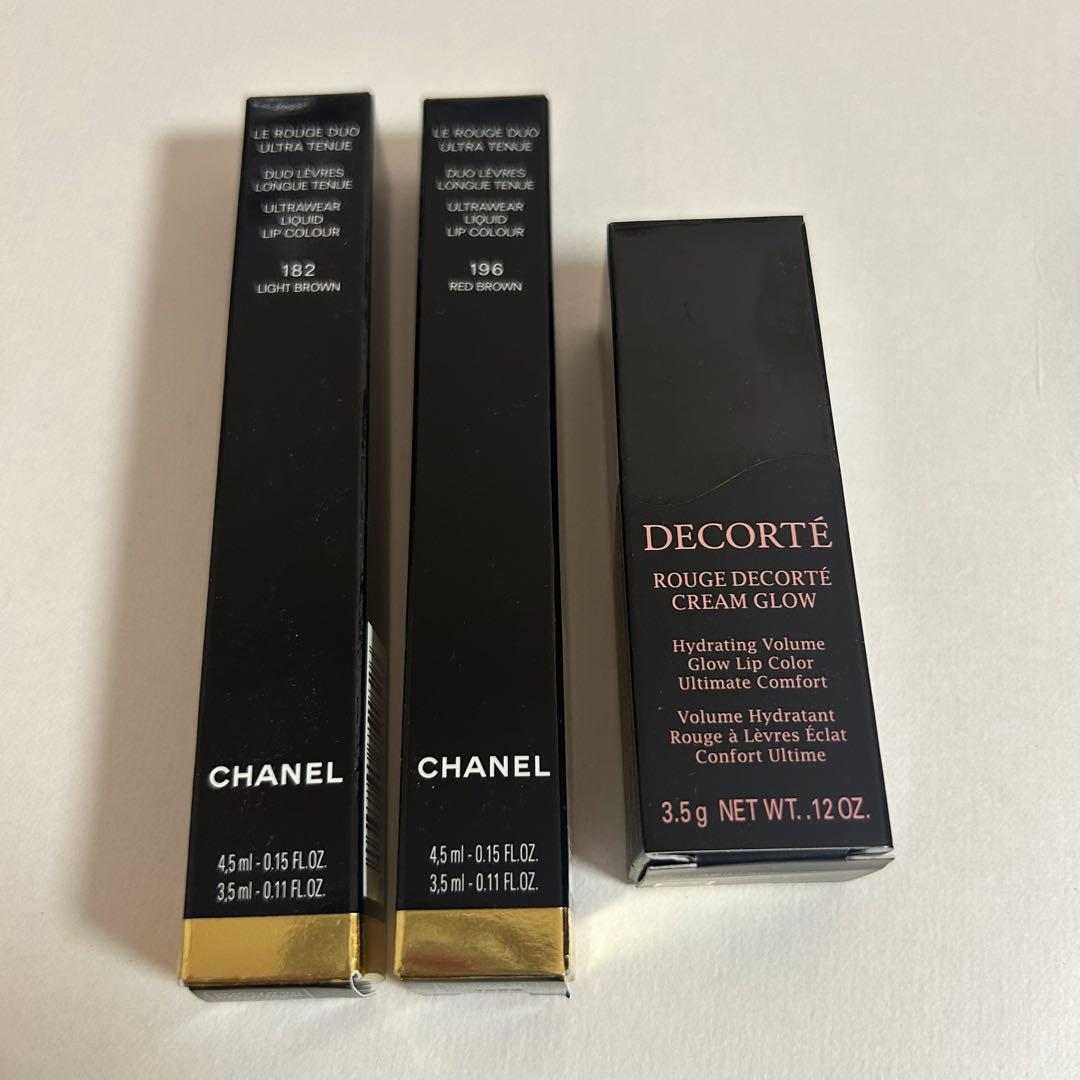 LE ROUGE DUO
ULTRA TENUE
DUO LÈVRES
LONGUE TENUE
ULTRAWEAR
LIQUID
LIP COLOUR
182
LIGHT BROWN
CHANEL
4,5 ml - 0.15 FL.OZ.
3,5 ml - 0.11 FL.OZ.
LE ROUGE DUO
ULTRA TENUE
DUO LÈVRES
LONGUE TENUE
ULTRAWEAR
LIQUID
LIP COLOUR
196
RED BROWN
CHANEL
4,5 ml - 0.15 FL.OZ.
3,5 ml - 0.11 FL.OZ.
DECORTÉ
ROUGE DECORTÉ
CREAM GLOW
Hydrating Volume
Glow Lip Color
Ultimate Comfort
Volume Hydratant
Rouge à Lèvres Éclat
Confort Ultime
3.5 g NET WT. .12 OZ.